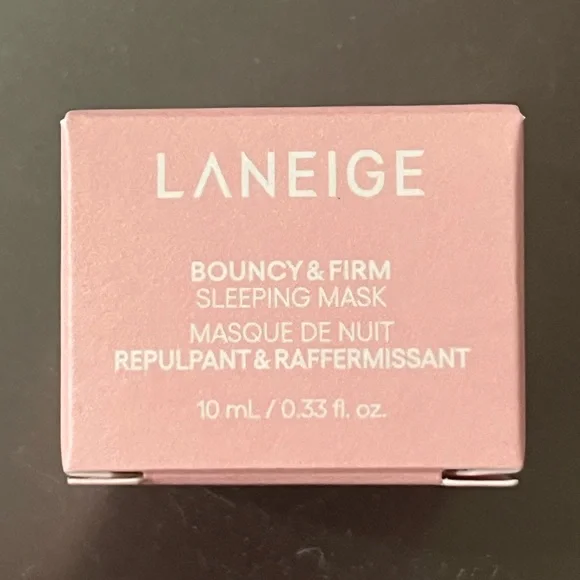 LANEIGE
BOUNCY & FIRM
SLEEPING MASK
MASQUE DE NUIT
REPULPANT & RAFFERMISSANT
10 mL / 0.33 fl. oz.